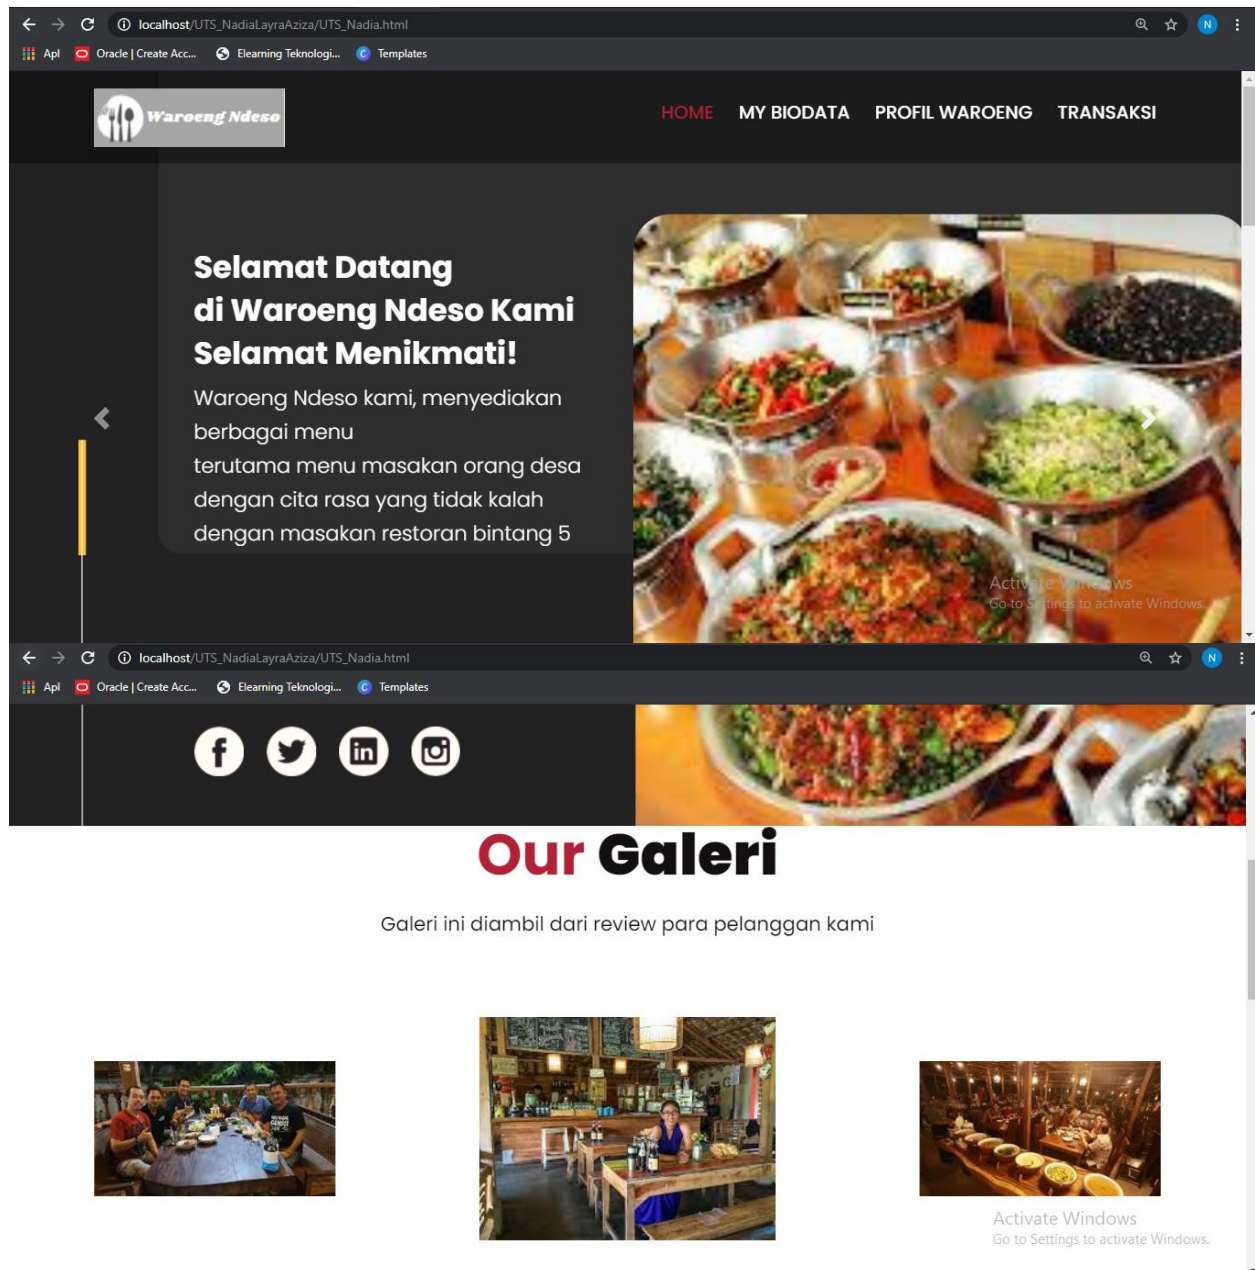 localhost/UTS_NadiaLayraAziza/UTS_Nadia.html
N
Apl
Oracle | Create Acc...
Elearning Teknologi...
C
Templates
Waroeng Ndeso
HOME
MY BIODATA
PROFIL WAROENG
TRANSAKSI
Selamat Datang
di Waroeng Ndeso Kami
Selamat Menikmati!
Waroeng Ndeso kami, menyediakan
berbagai menu
terutama menu masakan orang desa
dengan cita rasa yang tidak kalah
dengan masakan restoran bintang 5
Activate Windows
Go to Settings to activate Windows.
localhost/UTS_NadiaLayraAziza/UTS_Nadia.html
N
Apl
Oracle | Create Acc...
Elearning Teknologi...
C
Templates
Our Galeri
Galeri ini diambil dari review para pelanggan kami
Activate Windows
Go to Settings to activate Windows.